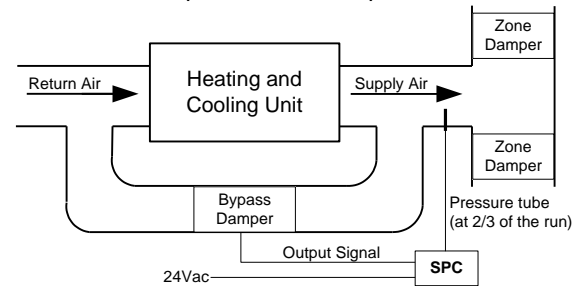 Zone
Damper
Return Air
Heating and
Cooling Unit
Supply Air
Zone
Damper
Bypass
Damper
Pressure tube
(at 2/3 of the run)
Output Signal
SPC
24Vac